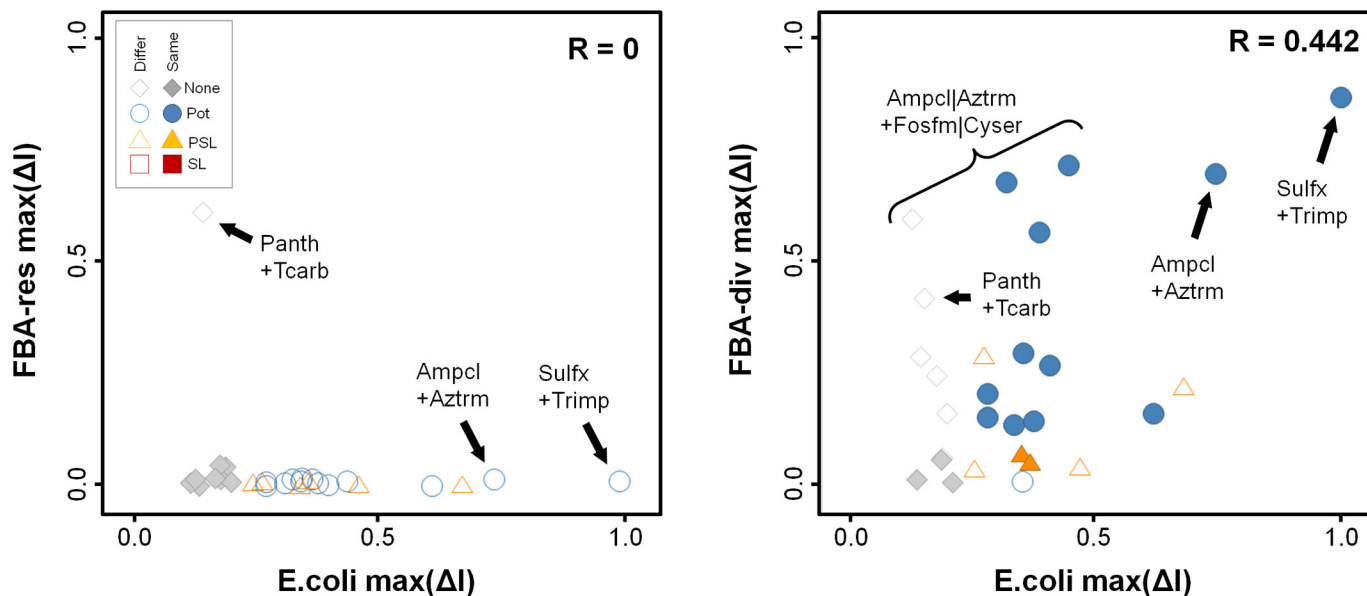 FBA-res max(ΔI)
1.0
0.5
0.0
Differ
Same
None
Pot
PSL
SL
R = 0
Panth
+Tcarb
Ampcl
+Aztrm
Sulfx
+Trimp
0.0
0.5
1.0
E.coli max(ΔI)
FBA-div max(ΔI)
1.0
0.5
0.0
R = 0.442
Ampcl|Aztrm
+Fosfm|Cyser
Sulfx
+Trimp
Ampcl
+Aztrm
Panth
+Tcarb
0.0
0.5
1.0
E.coli max(ΔI)